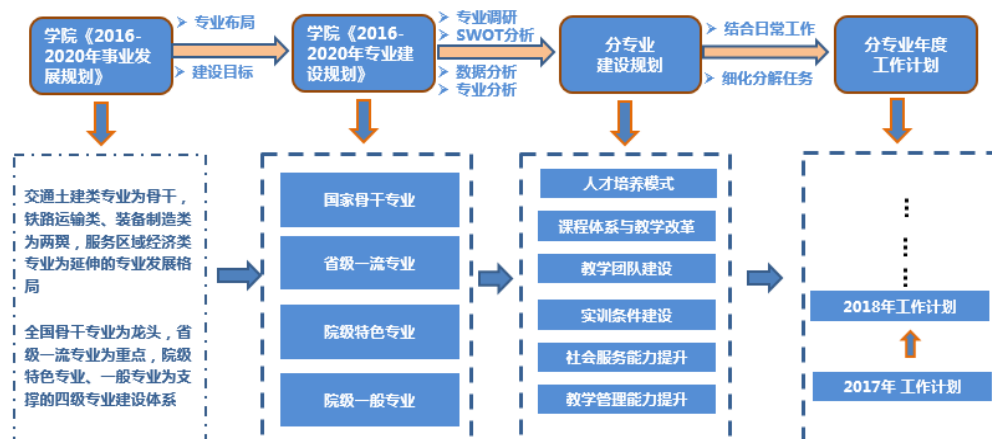 学院《2016-
2020年事业发
展规划》
专业布局
建设目标
学院《2016-
2020年专业建
设规划》
专业调研
SWOT分析
数据分析
专业分析
分专业
建设规划
结合日常工作
细化分解任务
分专业年度
工作计划
交通土建类专业为骨干，
铁路运输类、装备制造类
为两翼，服务区域经济类
专业为延伸的专业发展格
局
全国骨干专业为龙头，省
级一流专业为重点，院级
特色专业、一般专业为支
撑的四级专业建设体系
国家骨干专业
省级一流专业
院级特色专业
院级一般专业
人才培养模式
课程体系与教学改革
教学团队建设
实训条件建设
社会服务能力提升
教学管理能力提升
2018年工作计划
2017年 工作计划